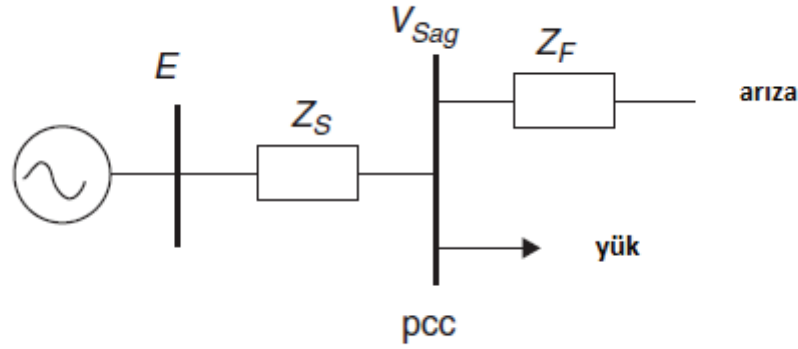 V_Sag
E
Z_F
arıza
Z_S
yük
pcc